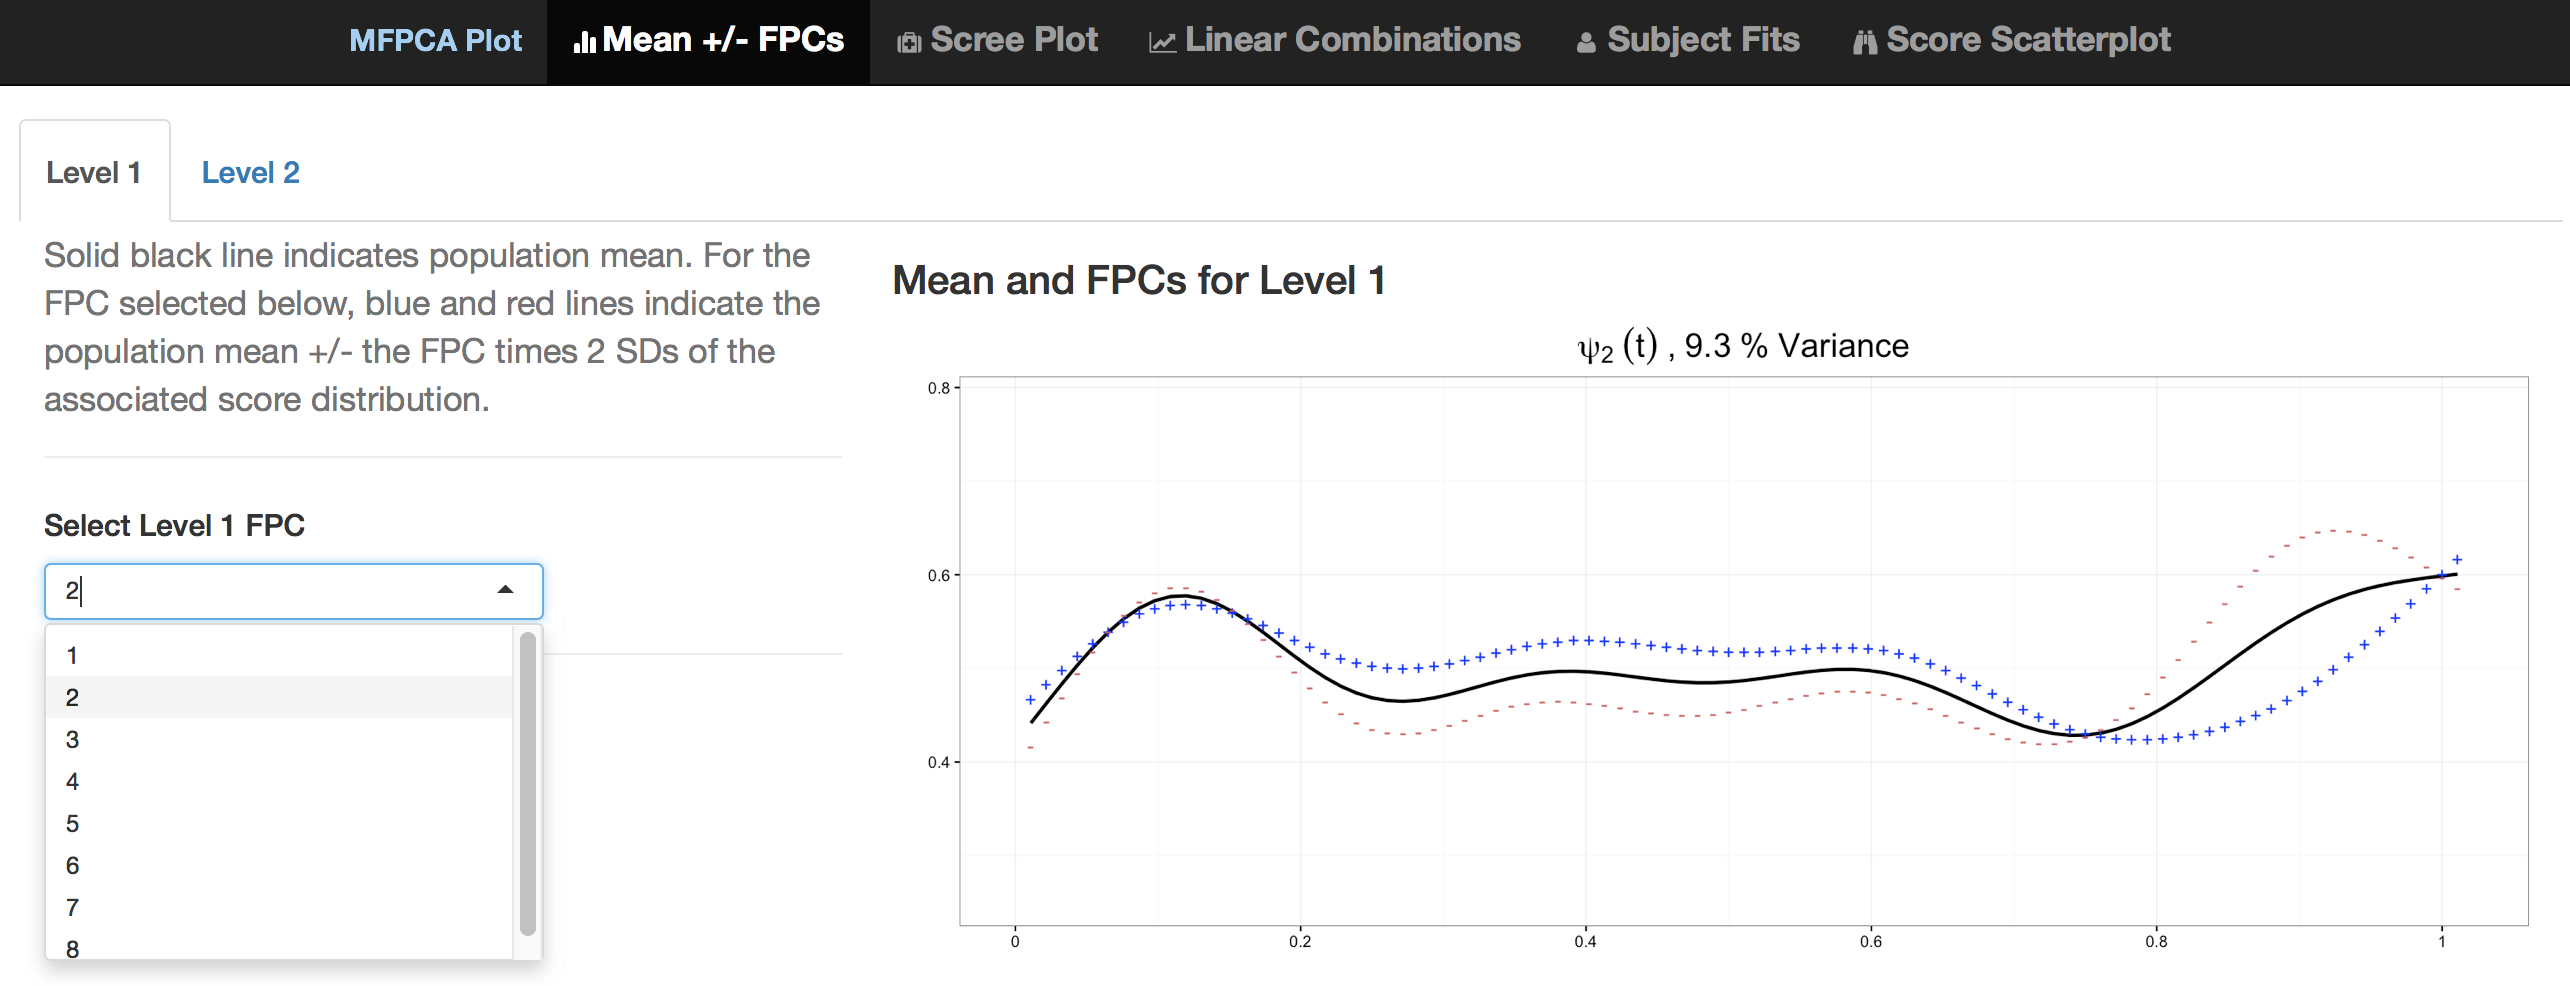 MFPCA Plot
Mean +/- FPCs
Scree Plot
Linear Combinations
Subject Fits
Score Scatterplot
Level 1
Level 2
Solid black line indicates population mean. For the
FPC selected below, blue and red lines indicate the
population mean +/- the FPC times 2 SDs of the
associated score distribution.
Select Level 1 FPC
2
1
2
3
4
5
6
7
8
Mean and FPCs for Level 1
ψ₂ (t) , 9.3 % Variance
0.8
0.6
0.4
0
0.2
0.4
0.6
0.8
1